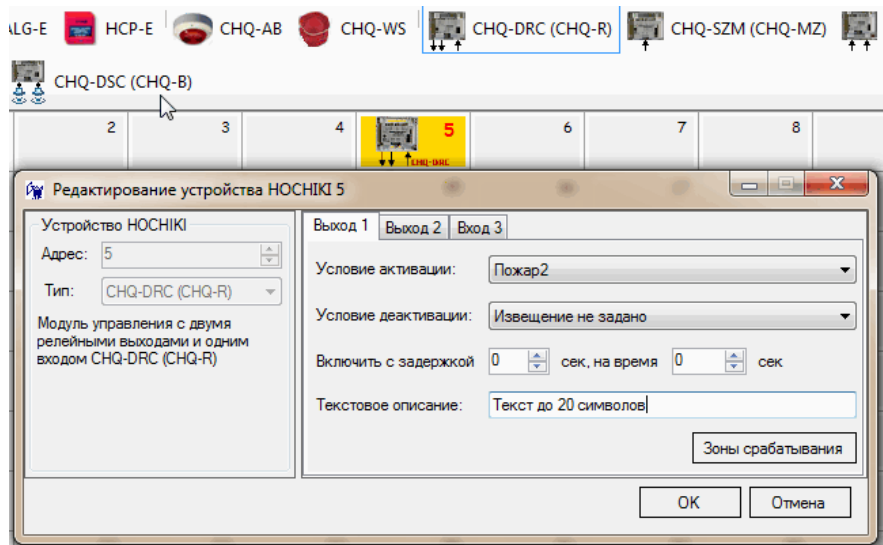 ALG-E HCP-E CHQ-AB CHQ-WS CHQ-DRC (CHQ-R) CHQ-SZM (CHQ-MZ)
CHQ-DSC (CHQ-B)
2 3 4 5 6 7 8
CHQ-DRC
Редактирование устройства HOCHIKI 5
Устройство HOCHIKI
Адрес: 5
Тип: CHQ-DRC (CHQ-R)
Модуль управления с двумя
релейными выходами и одним
входом CHQ-DRC (CHQ-R)
Выход 1 Выход 2 Вход 3
Условие активации: Пожар2
Условие деактивации: Извещение не задано
Включить с задержкой 0 сек, на время 0 сек
Текстовое описание: Текст до 20 символов
Зоны срабатывания
OK Отмена